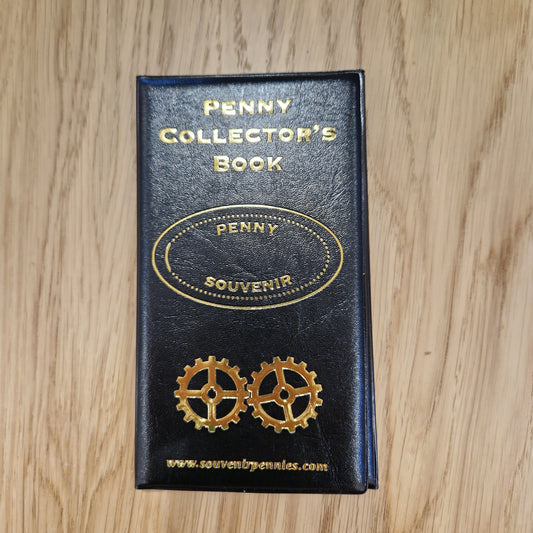 PENNY
COLLECTOR'S
BOOK
PENNY
SOUVENIR
www.souvenirpennies.com